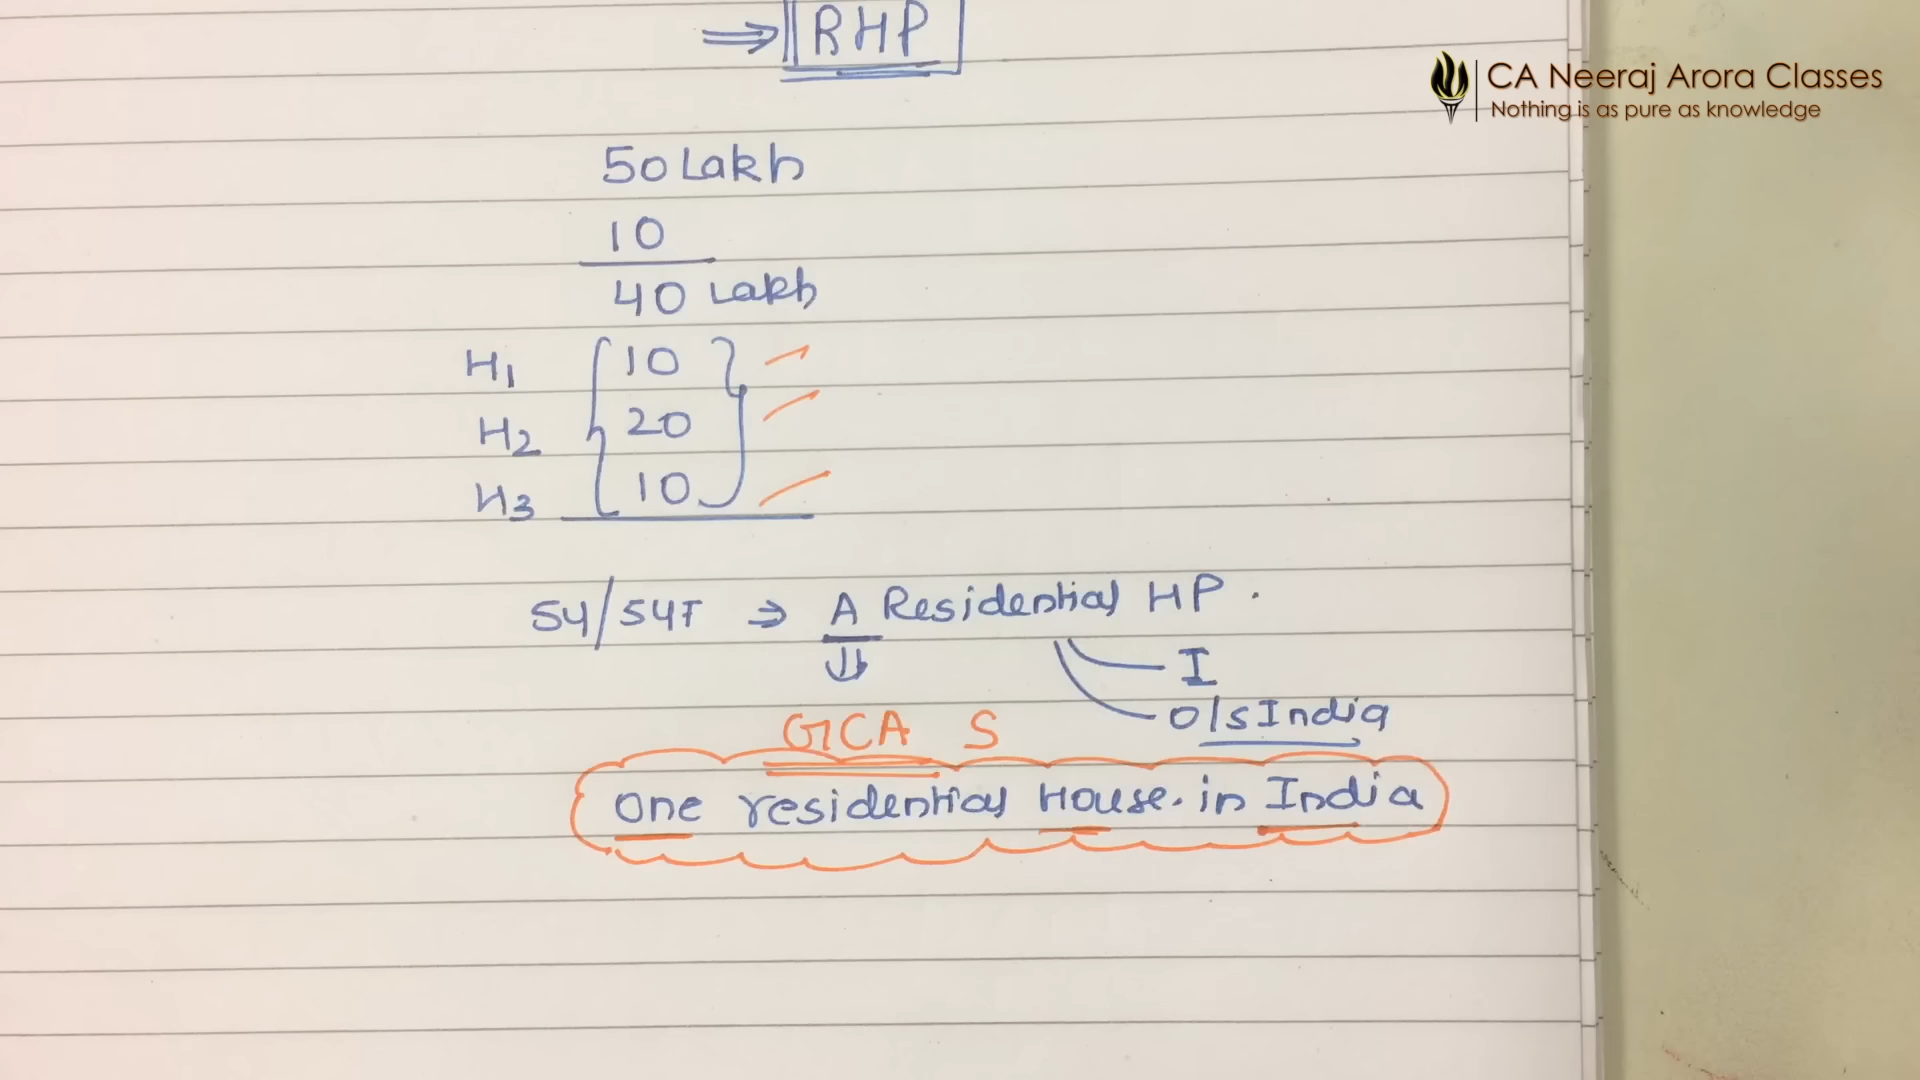 ⇒ RHP
CA Neeraj Arora Classes
Nothing is as pure as knowledge
50 Lakh
10
40 Lakh
H1 10
H2 20
H3 10
54/54F ⇒ A Residential HP.
⇓
I
O/s India
GCA S
One residential House. in India